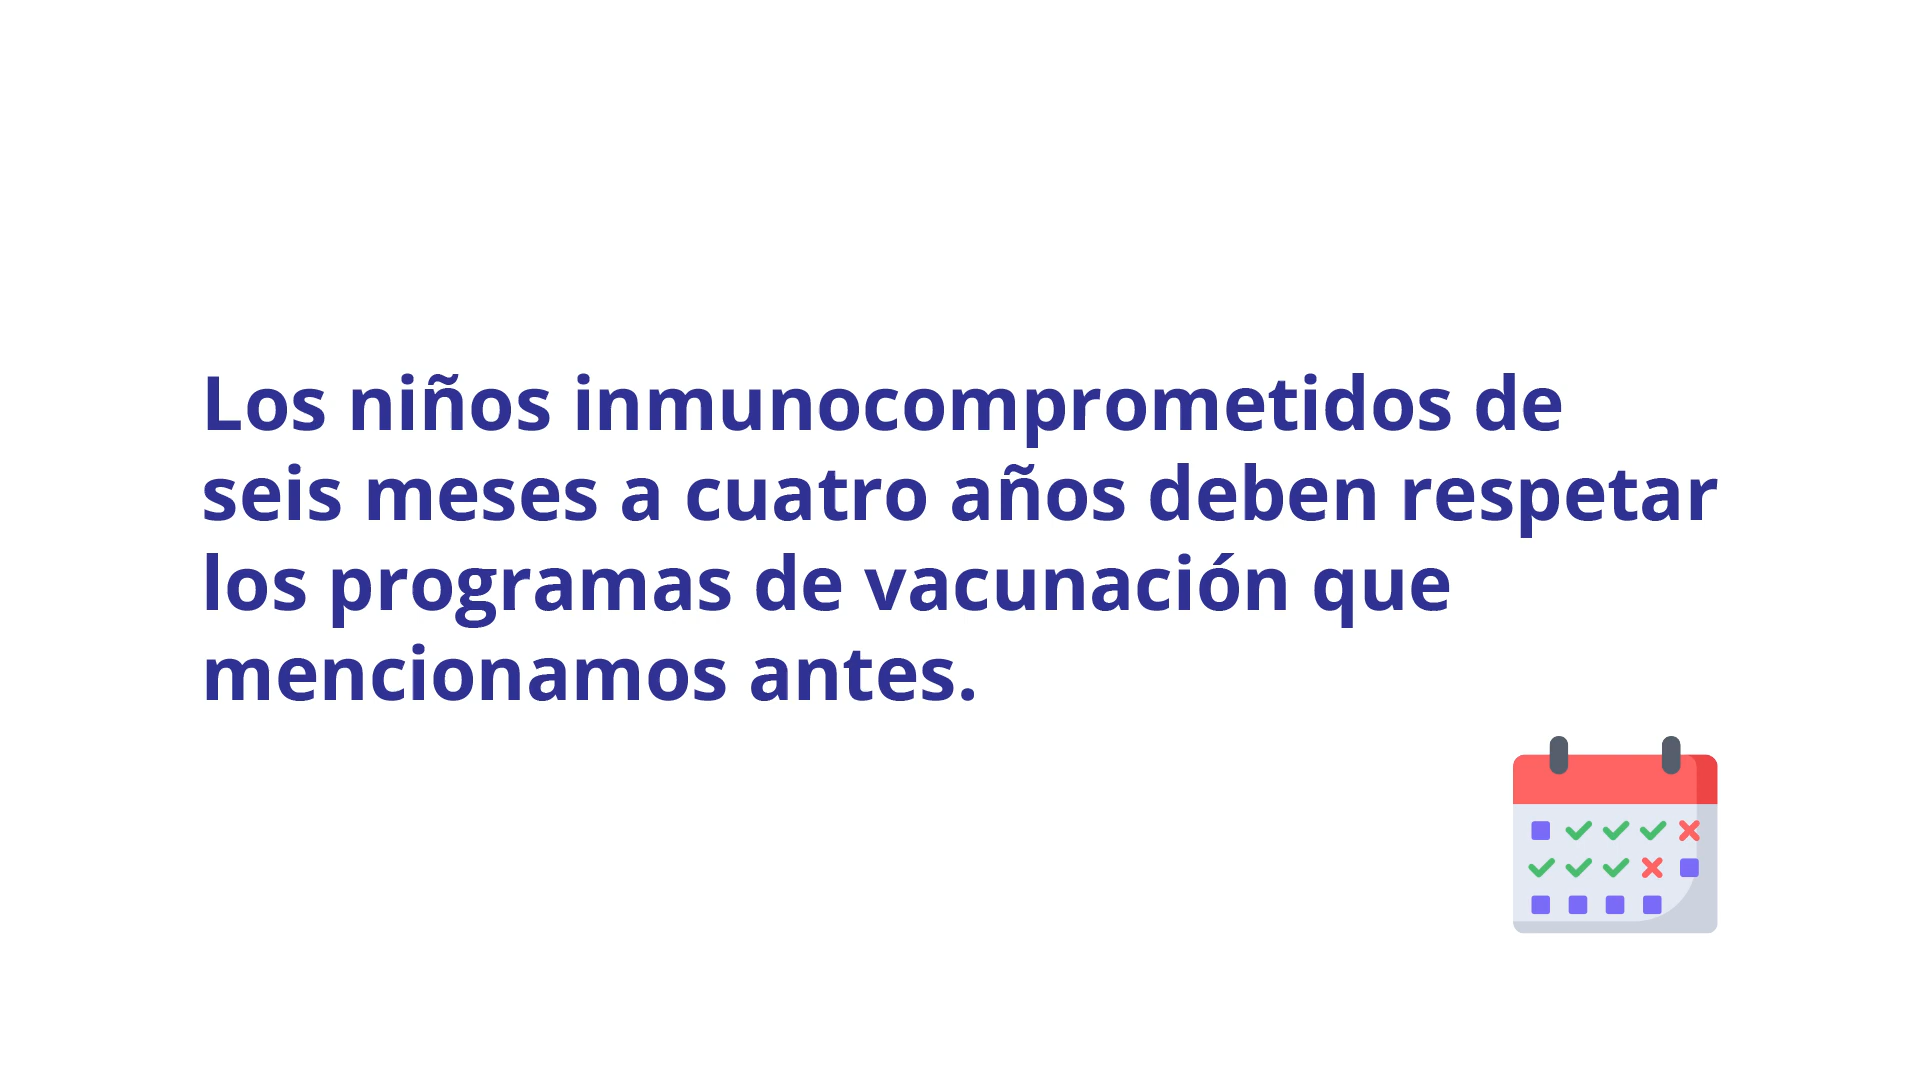 Los niños inmunocomprometidos de
seis meses a cuatro años deben respetar
los programas de vacunación que
mencionamos antes.